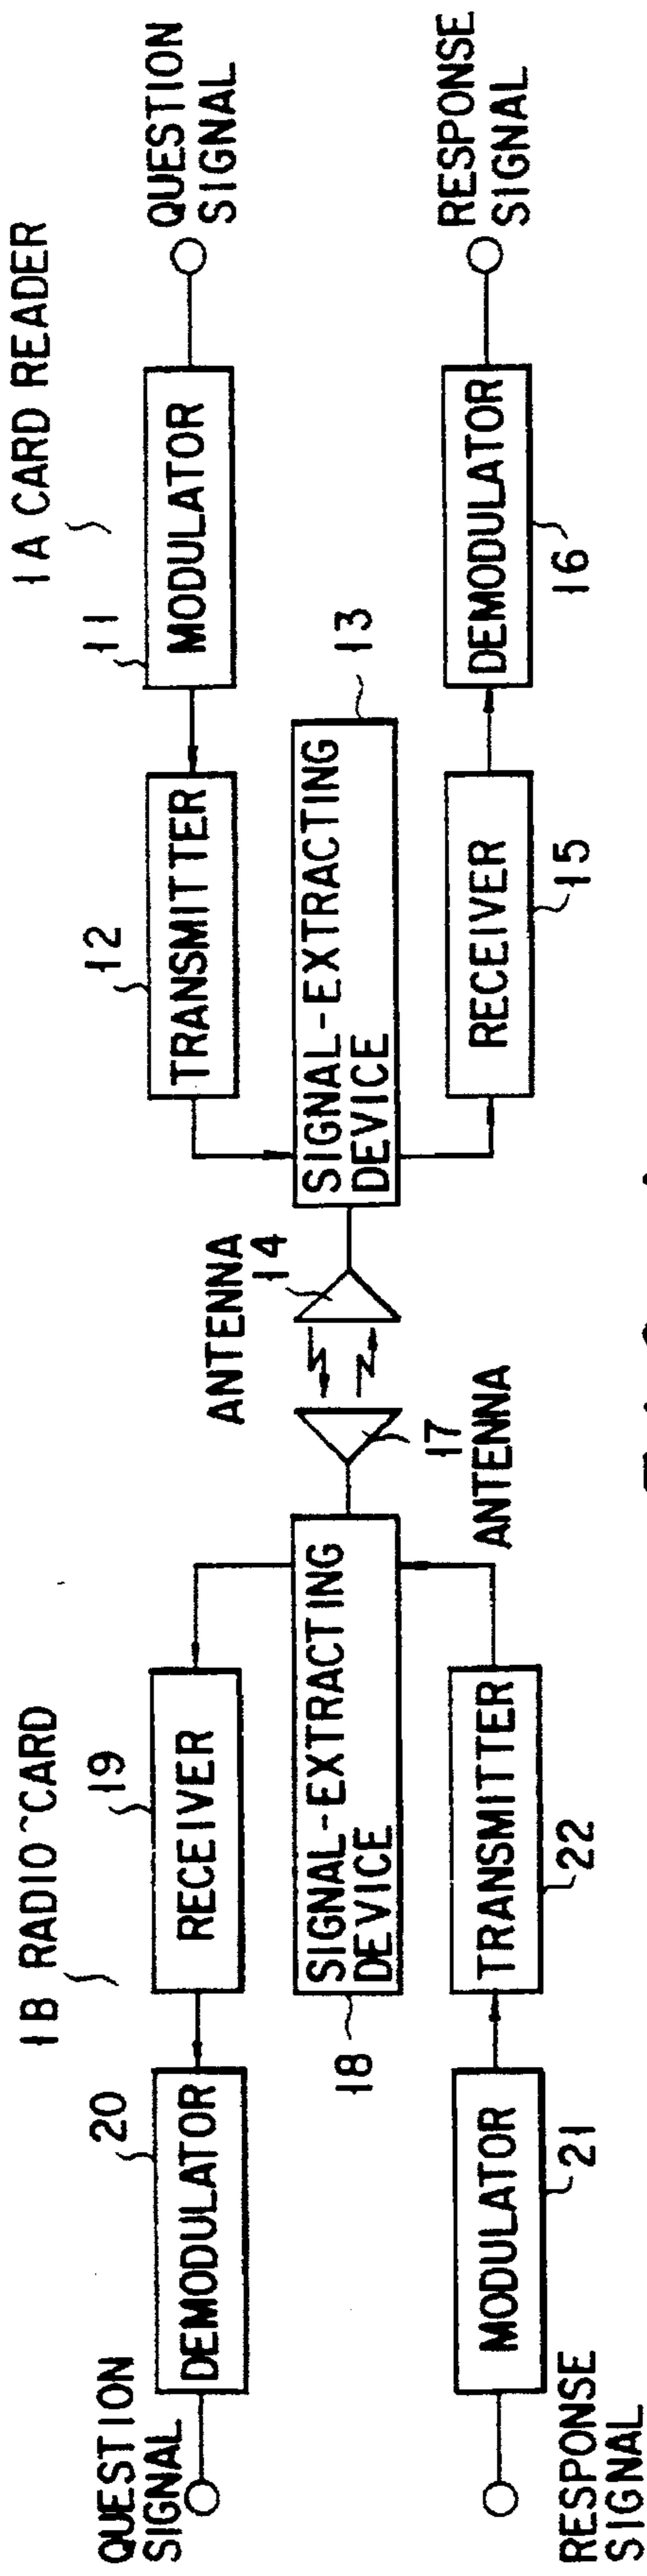 1B RADIO CARD
1A CARD READER
QUESTION
SIGNAL
20
DEMODULATOR
19
RECEIVER
ANTENNA
14
12
TRANSMITTER
11
MODULATOR
QUESTION
SIGNAL
18
SIGNAL-EXTRACTING
DEVICE
17
ANTENNA
SIGNAL-EXTRACTING
DEVICE
13
RESPONSE
SIGNAL
MODULATOR
21
TRANSMITTER
22
RECEIVER
15
DEMODULATOR
16
RESPONSE
SIGNAL